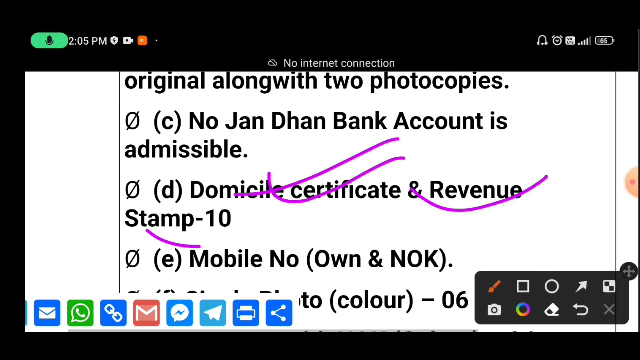 2:05 PM
65
No internet connection
original alongwith two photocopies.
Ø (c) No Jan Dhan Bank Account is
admissible.
Ø (d) Domicile certificate & Revenue
Stamp-10
Ø (e) Mobile No (Own & NOK).
(colour) – 06